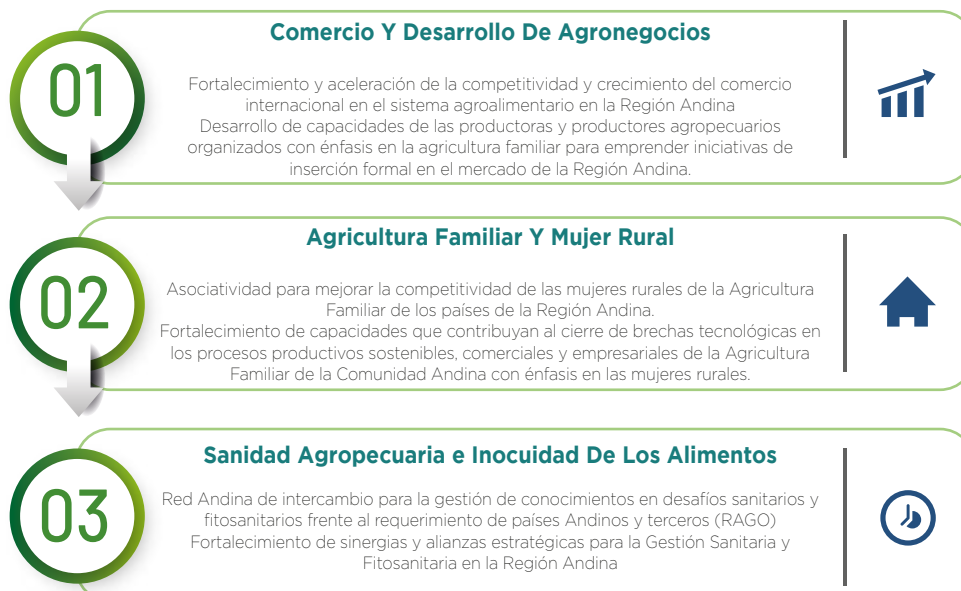 01
Comercio Y Desarrollo De Agronegocios
Fortalecimiento y aceleración de la competitividad y crecimiento del comercio
internacional en el sistema agroalimentario en la Región Andina
Desarrollo de capacidades de las productoras y productores agropecuarios
organizados con énfasis en la agricultura familiar para emprender iniciativas de
inserción formal en el mercado de la Región Andina.
02
Agricultura Familiar Y Mujer Rural
Asociatividad para mejorar la competitividad de las mujeres rurales de la Agricultura
Familiar de los países de la Región Andina.
Fortalecimiento de capacidades que contribuyan al cierre de brechas tecnológicas en
los procesos productivos sostenibles, comerciales y empresariales de la Agricultura
Familiar de la Comunidad Andina con énfasis en las mujeres rurales.
03
Sanidad Agropecuaria e Inocuidad De Los Alimentos
Red Andina de intercambio para la gestión de conocimientos en desafíos sanitarios y
fitosanitarios frente al requerimiento de países Andinos y terceros (RAGO)
Fortalecimiento de sinergias y alianzas estratégicas para la Gestión Sanitaria y
Fitosanitaria en la Región Andina